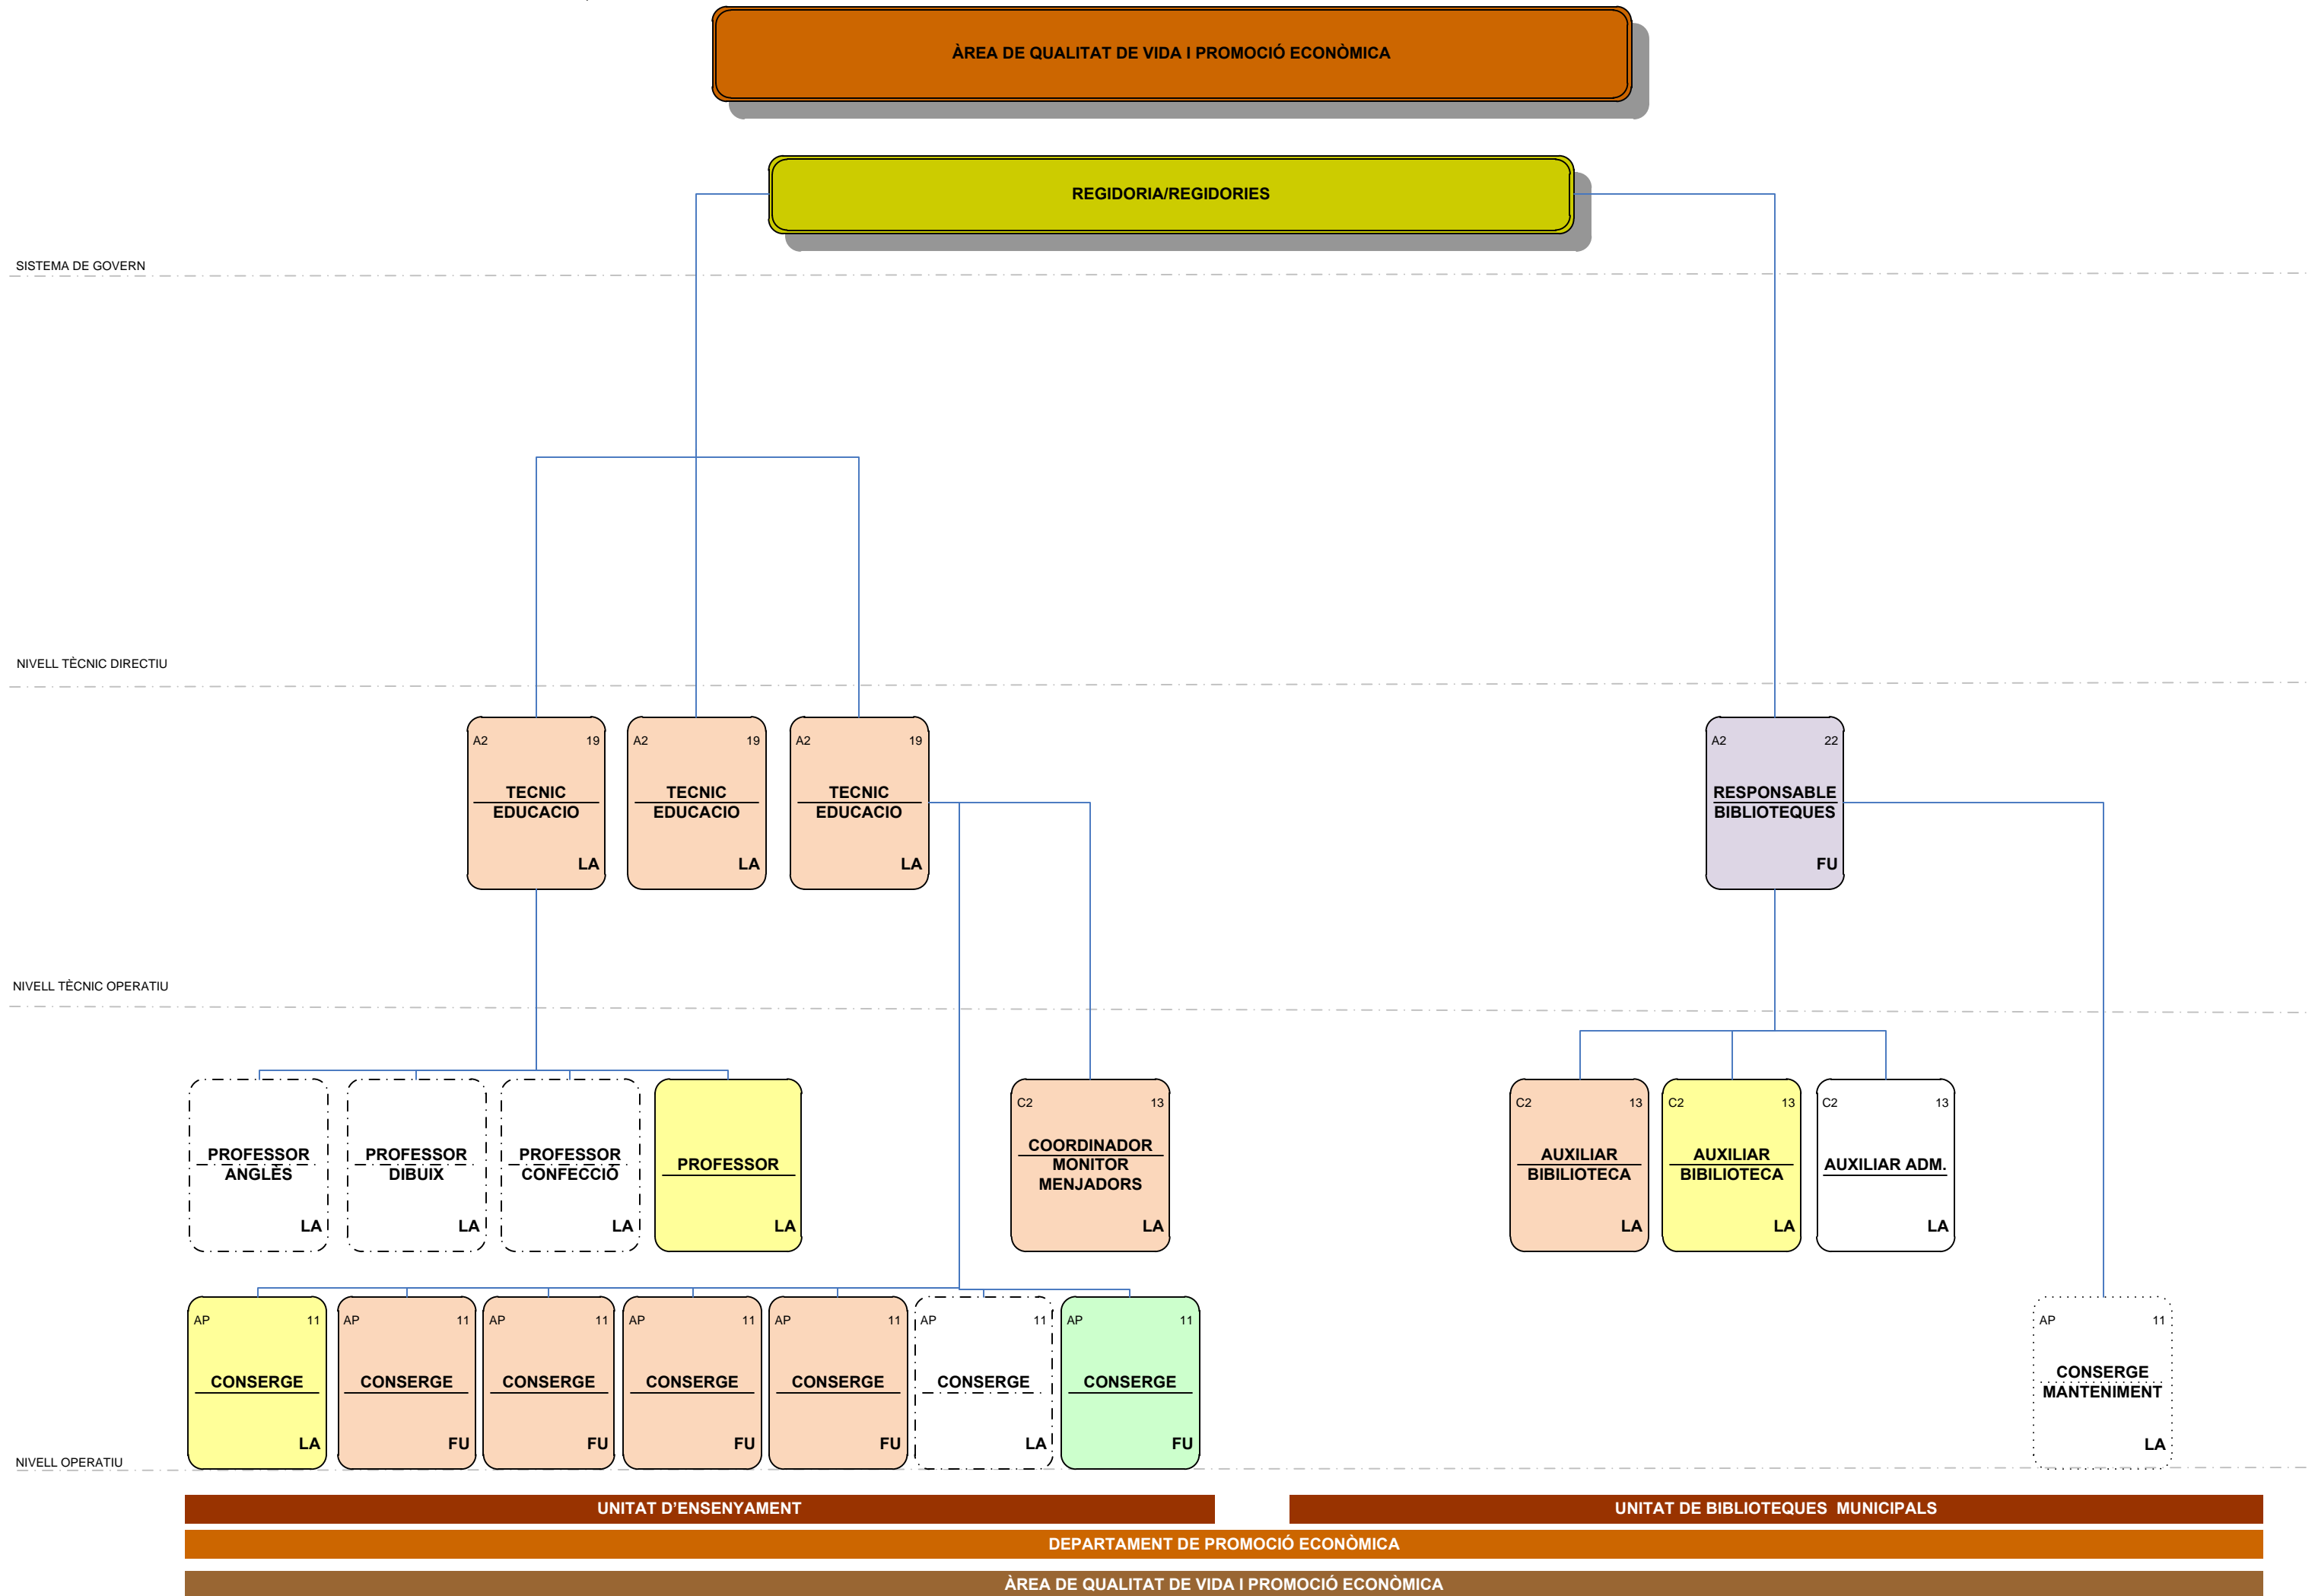 ÀREA DE QUALITAT DE VIDA I PROMOCIÓ ECONÒMICA
REGIDORIA/REGIDORIES
SISTEMA DE GOVERN
NIVELL TÈCNIC DIRECTIU
A2 19
TECNIC
EDUCACIO
LA
A2 19
TECNIC
EDUCACIO
LA
A2 19
TECNIC
EDUCACIO
LA
A2 22
RESPONSABLE
BIBLIOTEQUES
FU
NIVELL TÈCNIC OPERATIU
PROFESSOR
ANGLÈS
LA
PROFESSOR
DIBUIX
LA
PROFESSOR
CONFECCIÓ
LA
PROFESSOR
LA
C2 13
COORDINADOR
MONITOR
MENJADORS
LA
C2 13
AUXILIAR
BIBILIOTECA
LA
C2 13
AUXILIAR
BIBILIOTECA
LA
C2 13
AUXILIAR ADM.
LA
AP 11
CONSERGE
LA
AP 11
CONSERGE
FU
AP 11
CONSERGE
FU
AP 11
CONSERGE
FU
AP 11
CONSERGE
FU
AP 11
CONSERGE
LA
AP 11
CONSERGE
FU
AP 11
CONSERGE
MANTENIMENT
LA
NIVELL OPERATIU
UNITAT D'ENSENYAMENT
UNITAT DE BIBLIOTEQUES MUNICIPALS
DEPARTAMENT DE PROMOCIÓ ECONÒMICA
ÀREA DE QUALITAT DE VIDA I PROMOCIÓ ECONÒMICA